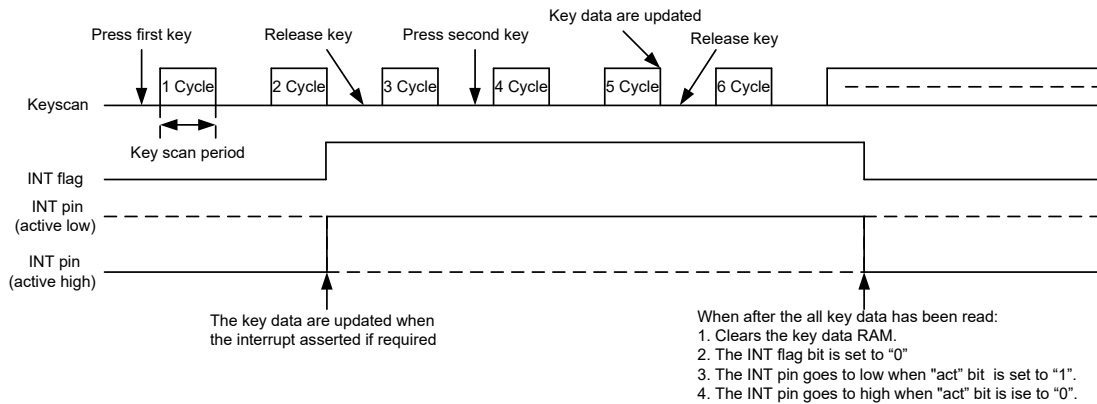 Key data are updated
Press first key
Release key
Press second key
Release key
1 Cycle
2 Cycle
3 Cycle
4 Cycle
5 Cycle
6 Cycle
Keyscan
Key scan period
INT flag
INT pin
(active low)
INT pin
(active high)
The key data are updated when
the interrupt asserted if required
When after the all key data has been read:
1. Clears the key data RAM.
2. The INT flag bit is set to “0”
3. The INT pin goes to low when "act” bit  is set to “1”.
4. The INT pin goes to high when "act” bit is ise to “0”.